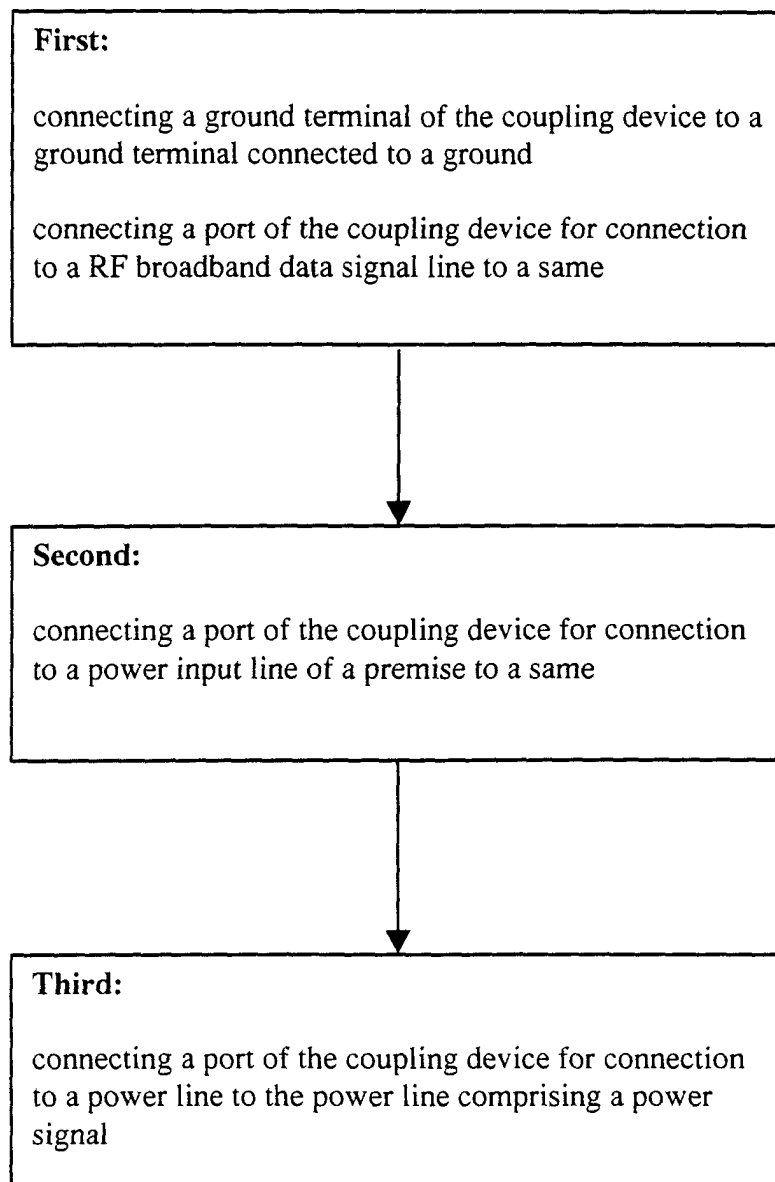 First:
connecting a ground terminal of the coupling device to a
ground terminal connected to a ground
connecting a port of the coupling device for connection
to a RF broadband data signal line to a same
Second:
connecting a port of the coupling device for connection
to a power input line of a premise to a same
Third:
connecting a port of the coupling device for connection
to a power line to the power line comprising a power
signal